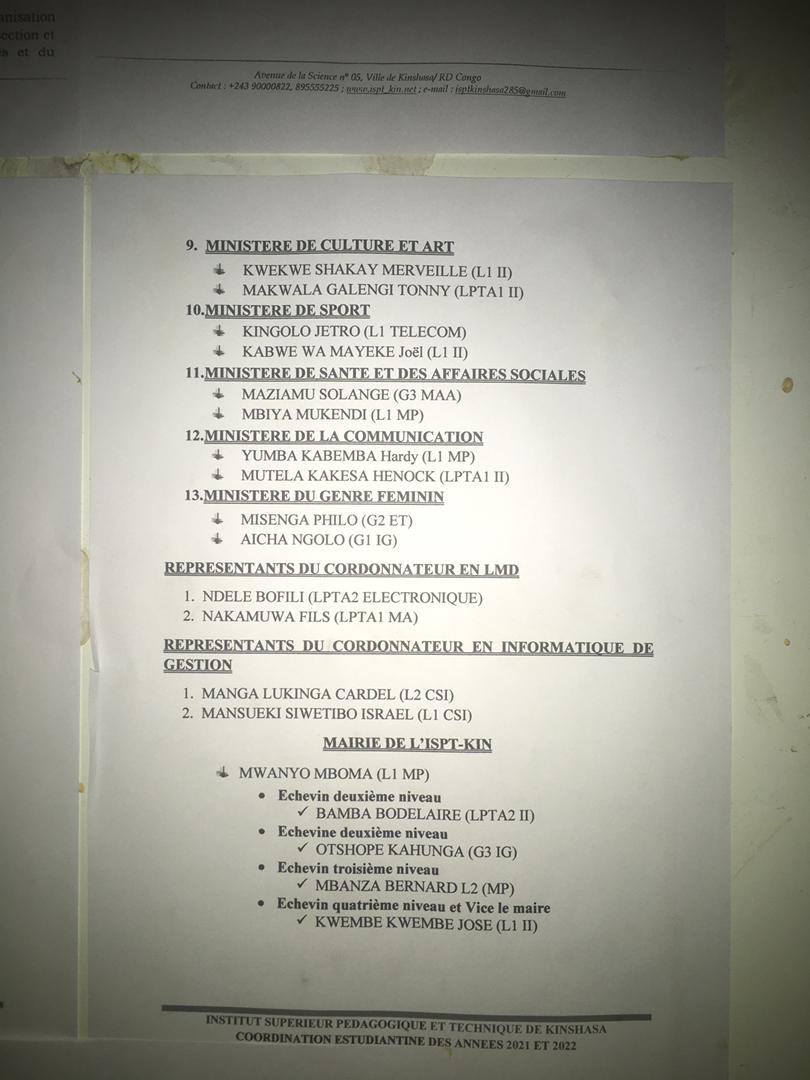 anisation
ection et
s et du
Avenue de la Science n° 05, Ville de Kinshasa/ RD Congo
Contact : +243 90000822, 895555225 ; www.ispt_kin.net ; e-mail : isptkinshasa285@gmail.com
9. MINISTERE DE CULTURE ET ART
KWEKWE SHAKAY MERVEILLE (L1 II)
MAKWALA GALENGI TONNY (LPTA1 II)
10.MINISTERE DE SPORT
KINGOLO JETRO (L1 TELECOM)
KABWE WA MAYEKE Joël (L1 II)
11.MINISTERE DE SANTE ET DES AFFAIRES SOCIALES
MAZIAMU SOLANGE (G3 MAA)
MBIYA MUKENDI (L1 MP)
12.MINISTERE DE LA COMMUNICATION
YUMBA KABEMBA Hardy (L1 MP)
MUTELA KAKESA HENOCK (LPTA1 II)
13.MINISTERE DU GENRE FEMININ
MISENGA PHILO (G2 ET)
AICHA NGOLO (G1 IG)
REPRESENTANTS DU CORDONNATEUR EN LMD
1. NDELE BOFILI (LPTA2 ELECTRONIQUE)
2. NAKAMUWA FILS (LPTA1 MA)
REPRESENTANTS DU CORDONNATEUR EN INFORMATIQUE DE
GESTION
1. MANGA LUKINGA CARDEL (L2 CSI)
2. MANSUEKI SIWETIBO ISRAEL (L1 CSI)
MAIRIE DE L'ISPT-KIN
MWANYO MBOMA (L1 MP)
• Echevin deuxième niveau
✓ BAMBA BODELAIRE (LPTA2 II)
• Echevine deuxième niveau
✓ OTSHOPE KAHUNGA (G3 IG)
• Echevin troisième niveau
✓ MBANZA BERNARD L2 (MP)
• Echevin quatrième niveau et Vice le maire
✓ KWEMBE KWEMBE JOSE (L1 II)
INSTITUT SUPERIEUR PEDAGOGIQUE ET TECHNIQUE DE KINSHASA
COORDINATION ESTUDIANTINE DES ANNEES 2021 ET 2022